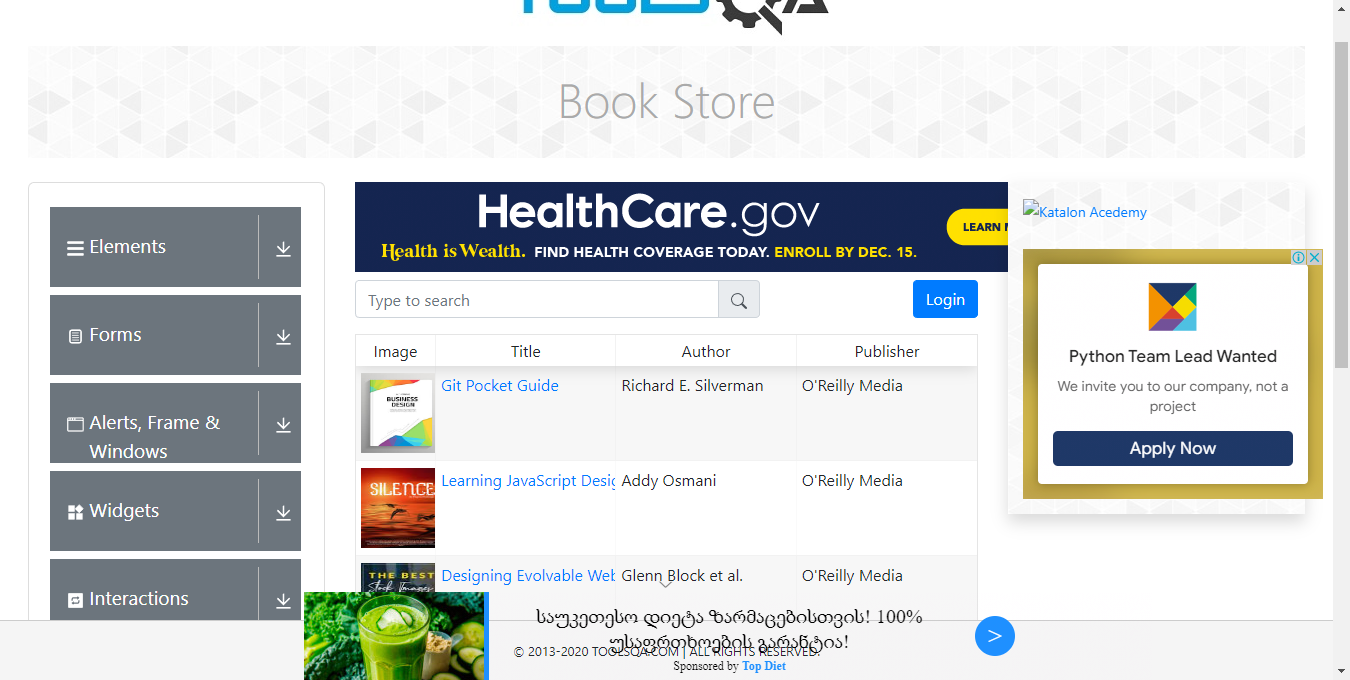 TOOLSQA
Book Store
Elements
Forms
Alerts, Frame &
Windows
Widgets
Interactions
HealthCare.gov
Health is Wealth. FIND HEALTH COVERAGE TODAY. ENROLL BY DEC. 15.
LEARN M
Type to search
Login
Image Title Author Publisher
BUSINESS
DESIGN
Git Pocket Guide Richard E. Silverman O'Reilly Media
SILENCE
Learning JavaScript Desig Addy Osmani O'Reilly Media
THE BEST
Stock Images
Designing Evolvable Web Glenn Block et al. O'Reilly Media
Katalon Acedemy
Python Team Lead Wanted
We invite you to our company, not a
project
Apply Now
საუკეთესო დიეტა ზარმაცებისთვის! 100%
უსაფრთხოების გარანტია!
© 2013-2020 TOOLSQA.COM | ALL RIGHTS RESERVED.
Sponsored by Top Diet
>